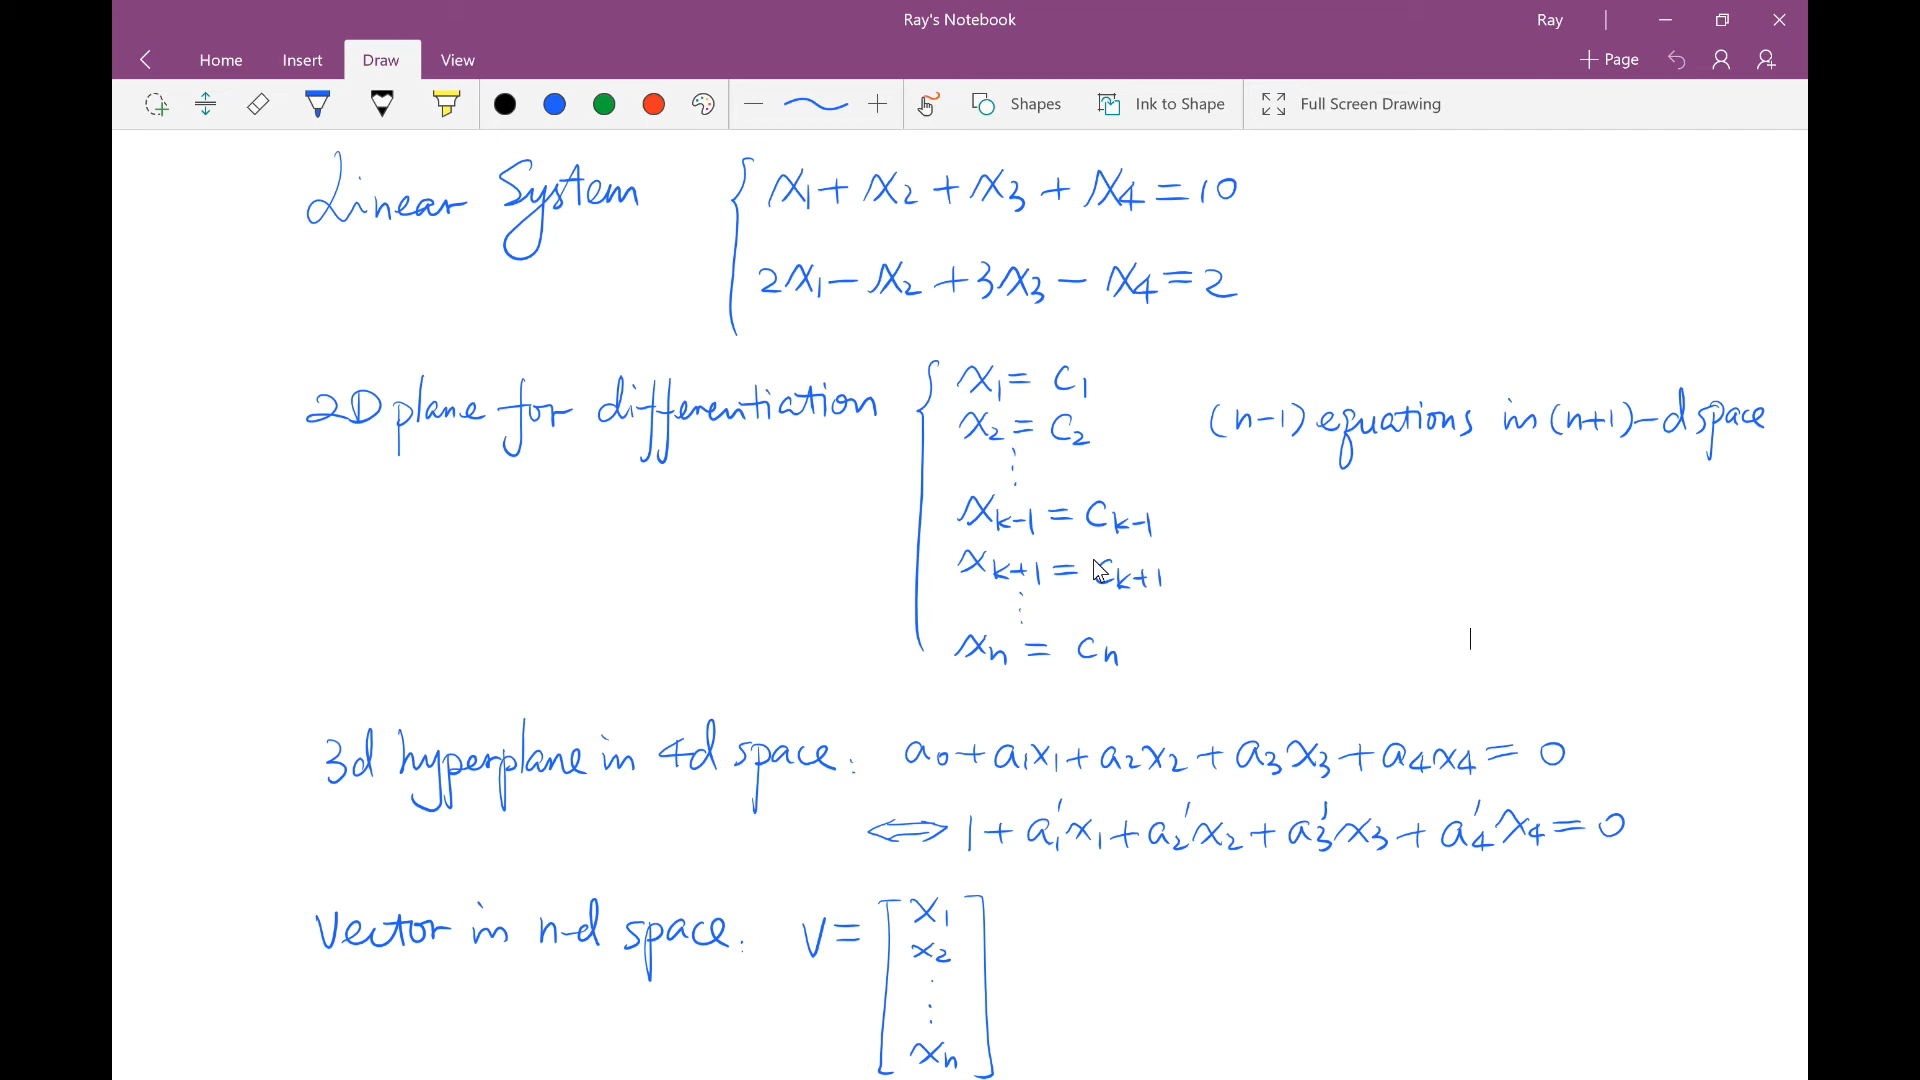 Ray's Notebook
Ray
Home Insert Draw View
Page
Shapes Ink to Shape Full Screen Drawing
Linear System { x₁ + x₂ + x₃ + x₄ = 10
2x₁ - x₂ + 3x₃ - x₄ = 2
2D plane for differentiation { x₁ = c₁
(n-1) equations in (n+1)-d space
x₂ = c₂
⋮
xₖ₋₁ = cₖ₋₁
xₖ₊₁ = cₖ₊₁
⋮
xₙ = cₙ
3d hyperplane in 4d space: a₀ + a₁x₁ + a₂x₂ + a₃x₃ + a₄x₄ = 0
⟺ 1 + a₁'x₁ + a₂'x₂ + a₃'x₃ + a₄'x₄ = 0
Vector in n-d space: V = [ x₁
x₂
⋮
xₙ ]